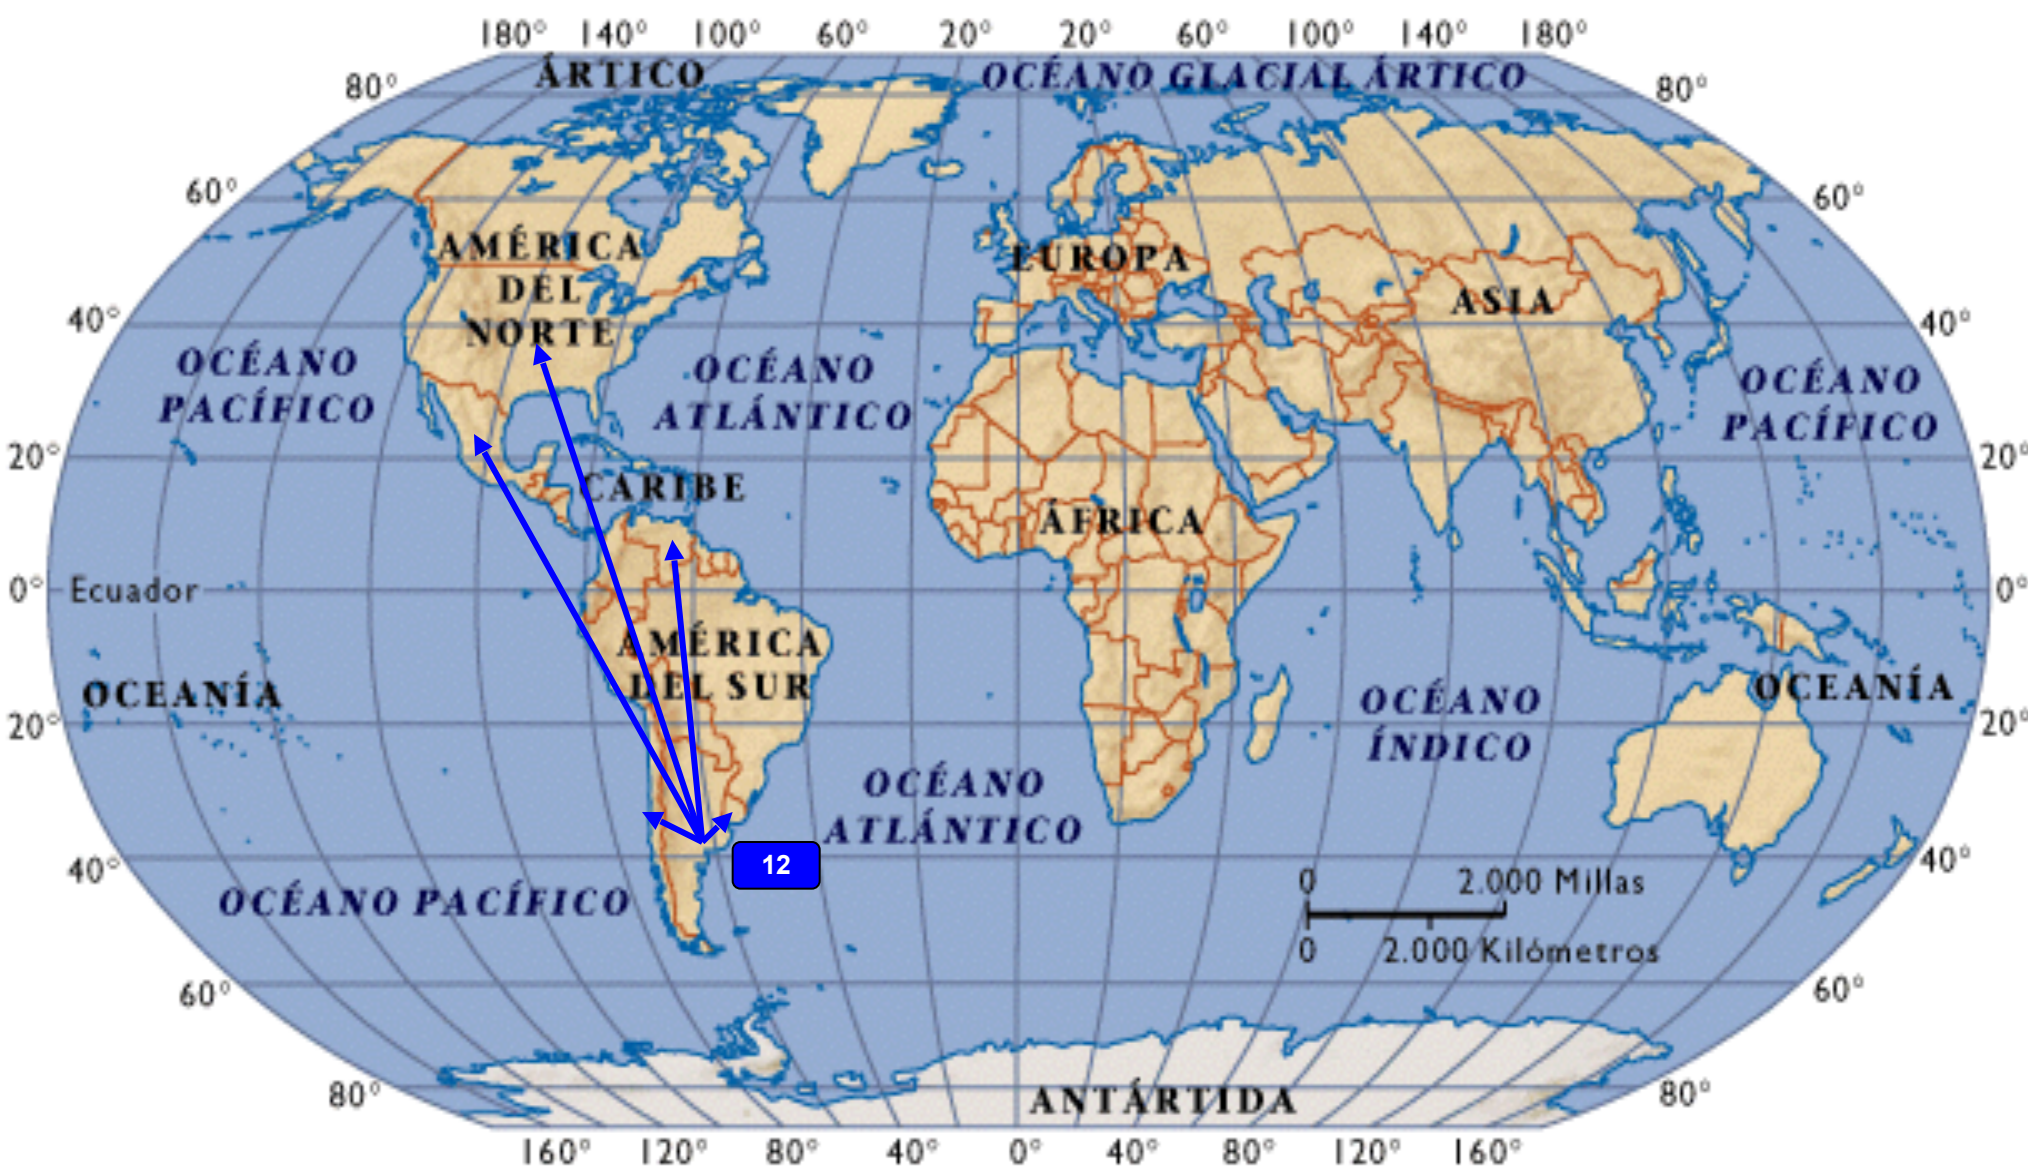 180° 140° 100° 60° 20° 20° 60° 100° 140° 180°
ÁRTICO
OCÉANO GLACIAL ÁRTICO
80° 80°
60° 60°
AMÉRICA
DEL
NORTE
EUROPA
ASIA
40° 40°
OCÉANO
PACÍFICO
OCÉANO
ATLÁNTICO
OCÉANO
PACÍFICO
20° 20°
CARIBE
ÁFRICA
0° Ecuador 0°
AMÉRICA
DEL SUR
OCEANÍA
OCÉANO
ÍNDICO
OCEANÍA
20° 20°
OCÉANO
ATLÁNTICO
12
40° 40°
OCÉANO PACÍFICO
0 2.000 Millas
0 2.000 Kilómetros
60° 60°
80° 80°
ANTÁRTIDA
160° 120° 80° 40° 0° 40° 80° 120° 160°